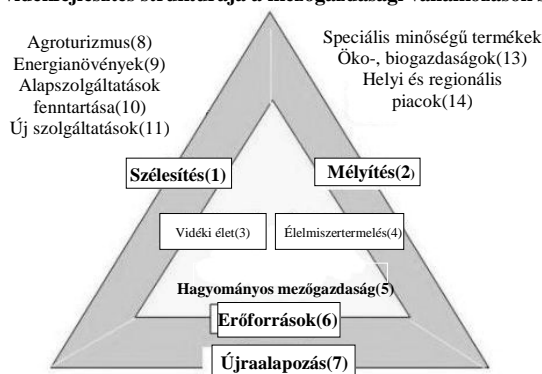 Agroturizmus(8)
Energianövények(9)
Alapszolgáltatások
fenntartása(10)
Új szolgáltatások(11)
Speciális minőségű termékek
Öko-, biogazdaságok(13)
Helyi és regionális
piacok(14)
Szélesítés(1)
Mélyítés(2)
Vidéki élet(3)
Élelmiszertermelés(4)
Hagyományos mezőgazdaság(5)
Erőforrások(6)
Újraalapozás(7)